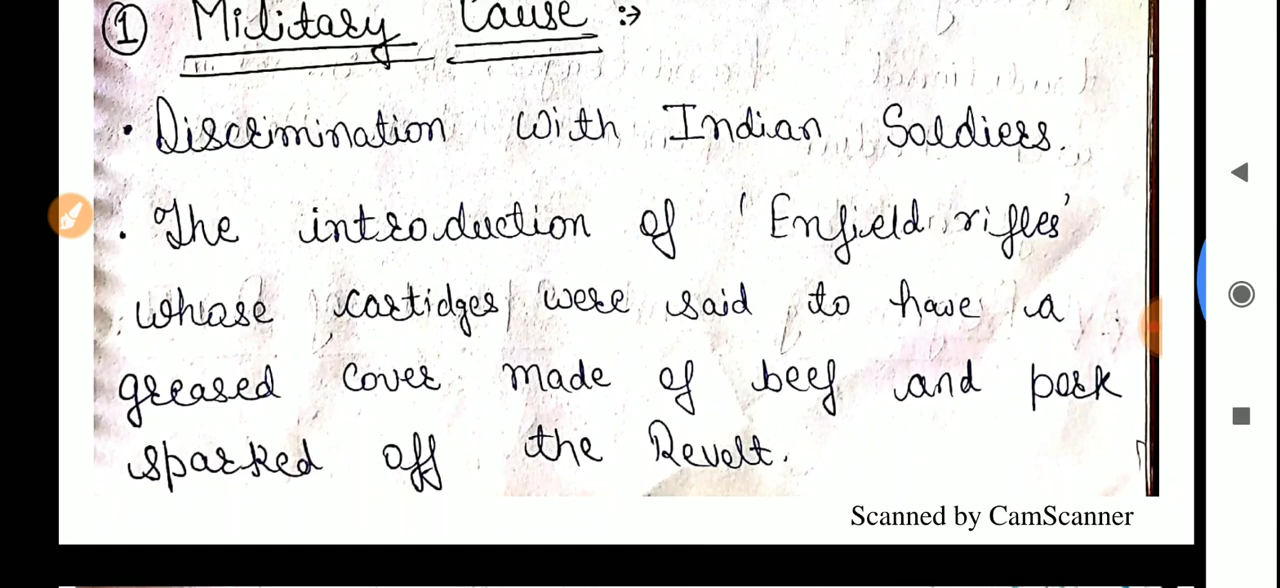 ① Military Cause :→
• Discrimination with Indian Soldiers.
• The introduction of 'Enfield rifles'
whose castidges were said to have a
greased cover made of beef and pork
sparked off the Revolt.
Scanned by CamScanner